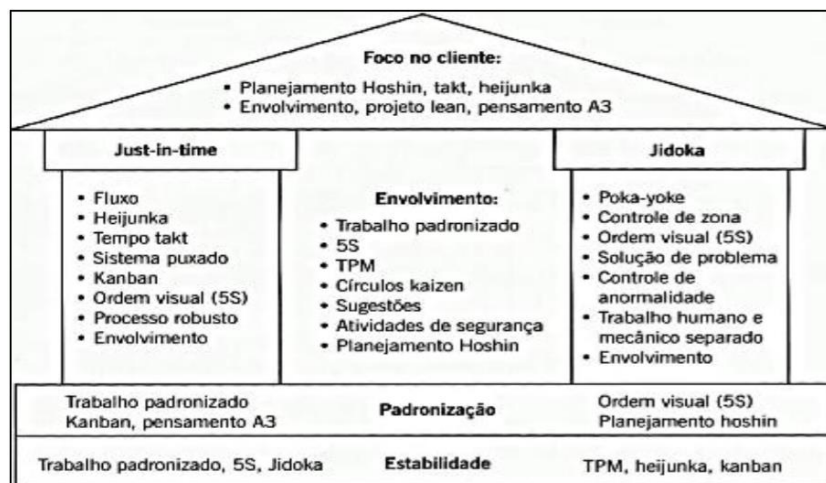 Foco no cliente:
• Planejamento Hoshin, takt, heijunka
• Envolvimento, projeto lean, pensamento A3
Just-in-time
• Fluxo
• Heijunka
• Tempo takt
• Sistema puxado
• Kanban
• Ordem visual (5S)
• Processo robusto
• Envolvimento
Envolvimento:
• Trabalho padronizado
• 5S
• TPM
• Círculos kaizen
• Sugestões
• Atividades de segurança
• Planejamento Hoshin
Jidoka
• Poka-yoke
• Controle de zona
• Ordem visual (5S)
• Solução de problema
• Controle de
anormalidade
• Trabalho humano e
mecânico separado
• Envolvimento
Trabalho padronizado
Kanban, pensamento A3
Padronização
Ordem visual (5S)
Planejamento hoshin
Trabalho padronizado, 5S, Jidoka
Estabilidade
TPM, heijunka, kanban